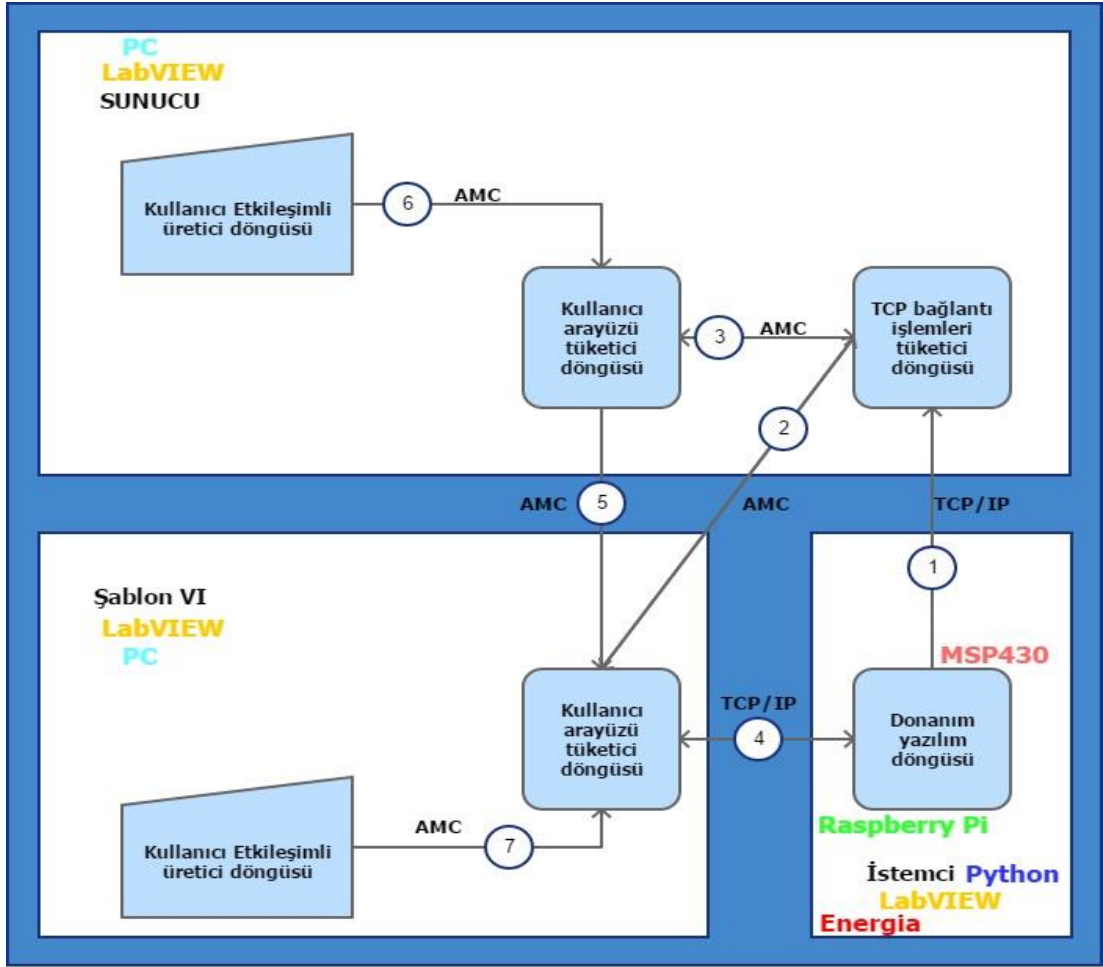 PC
LabVIEW
SUNUCU
Kullanıcı Etkileşimli
üretici döngüsü
6
AMC
Kullanıcı
arayüzü
tüketici
döngüsü
3
AMC
TCP bağlantı
işlemleri
tüketici
döngüsü
2
AMC
5
AMC
TCP/IP
1
Şablon VI
LabVIEW
PC
Kullanıcı
arayüzü
tüketici
döngüsü
TCP/IP
4
MSP430
Donanım
yazılım
döngüsü
Kullanıcı Etkileşimli
üretici döngüsü
AMC
7
Raspberry Pi
İstemci Python
LabVIEW
Energia